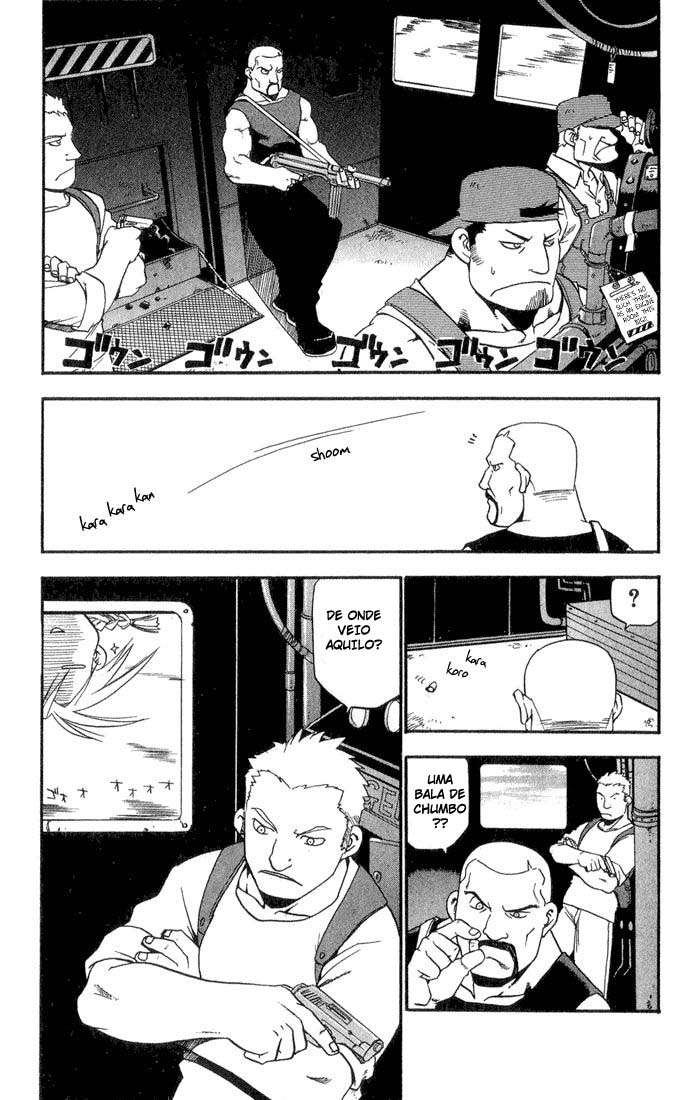 THERE'S NO
SUCH THING
AS AN ENGINE
ROOM THIS
BIG!!
ゴウン ゴウン ゴウン ゴウン ゴウン
shoom
kara kara kan
?
kara
koro
DE ONDE
VEIO
AQUILO?
UMA
BALA DE
CHUMBO
??